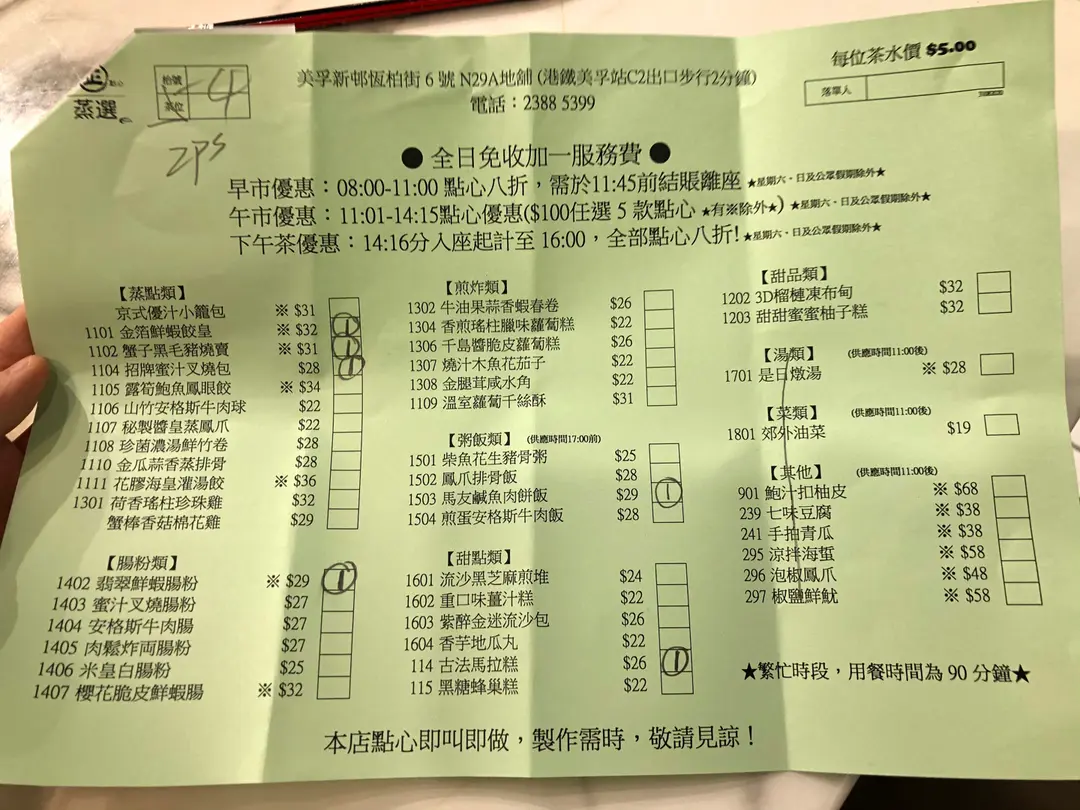 點心
蒸選
枱號
茶位
4
2PS
美孚新邨恆柏街 6 號 N29A地舖 (港鐵美孚站C2出口步行2分鐘)
電話：2388 5399
每位茶水價 $5.00
落單人
● 全日免收加一服務費 ●
早市優惠：08:00-11:00 點心八折，需於11:45前結賬離座 ★星期六、日及公眾假期除外★
午市優惠：11:01-14:15點心優惠($100任選 5 款點心 ★有※除外★) ★星期六、日及公眾假期除外★
下午茶優惠：14:16分入座起計至 16:00，全部點心八折! ★星期六、日及公眾假期除外★
【蒸點類】
京式優汁小籠包 ※ $31
1101 金箔鮮蝦餃皇 ※ $32 1
1102 蟹子黑毛豬燒賣 ※ $31 1
1104 招牌蜜汁叉燒包 $28 1
1105 露筍鮑魚鳳眼餃 ※ $34
1106 山竹安格斯牛肉球 $22
1107 秘製醬皇蒸鳳爪 $22
1108 珍菌濃湯鮮竹卷 $28
1110 金瓜蒜香蒸排骨 $28
1111 花膠海皇灌湯餃 ※ $36
1301 荷香瑤柱珍珠雞 $32
蟹棒香菇棉花雞 $29
【腸粉類】
1402 翡翠鮮蝦腸粉 ※ $29 1
1403 蜜汁叉燒腸粉 $27
1404 安格斯牛肉腸 $27
1405 肉鬆炸両腸粉 $27
1406 米皇白腸粉 $25
1407 櫻花脆皮鮮蝦腸 ※ $32
【煎炸類】
1302 牛油果蒜香蝦春卷 $26
1304 香煎瑤柱臘味蘿蔔糕 $22
1306 千島醬脆皮蘿蔔糕 $26
1307 燒汁木魚花茄子 $22
1308 金腿茸咸水角 $22
1109 溫室蘿蔔千絲酥 $31
【粥飯類】 (供應時間17:00前)
1501 柴魚花生豬骨粥 $25
1502 鳳爪排骨飯 $28
1503 馬友鹹魚肉餅飯 $29 1
1504 煎蛋安格斯牛肉飯 $28
【甜點類】
1601 流沙黑芝麻煎堆 $24
1602 重口味薑汁糕 $22
1603 紫醉金迷流沙包 $26
1604 香芋地瓜丸 $22
114 古法馬拉糕 $26 1
115 黑糖蜂巢糕 $22
【甜品類】
1202 3D榴槤凍布甸 $32
1203 甜甜蜜蜜柚子糕 $32
【湯類】 (供應時間11:00後)
1701 是日燉湯 ※ $28
【菜類】 (供應時間11:00後)
1801 郊外油菜 $19
【其他】 (供應時間11:00後)
901 鮑汁扣柚皮 ※ $68
239 七味豆腐 ※ $38
241 手拍青瓜 ※ $38
295 涼拌海蜇 ※ $58
296 泡椒鳳爪 ※ $48
297 椒鹽鮮魷 ※ $58
★繁忙時段，用餐時間為 90 分鐘★
本店點心即叫即做，製作需時，敬請見諒！